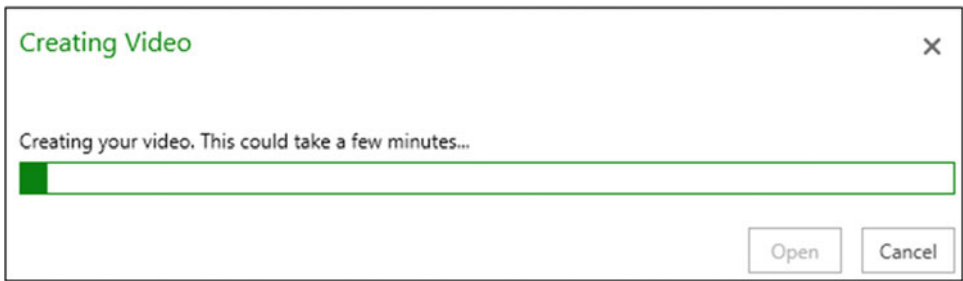 Creating Video
Creating your video. This could take a few minutes...
Open
Cancel